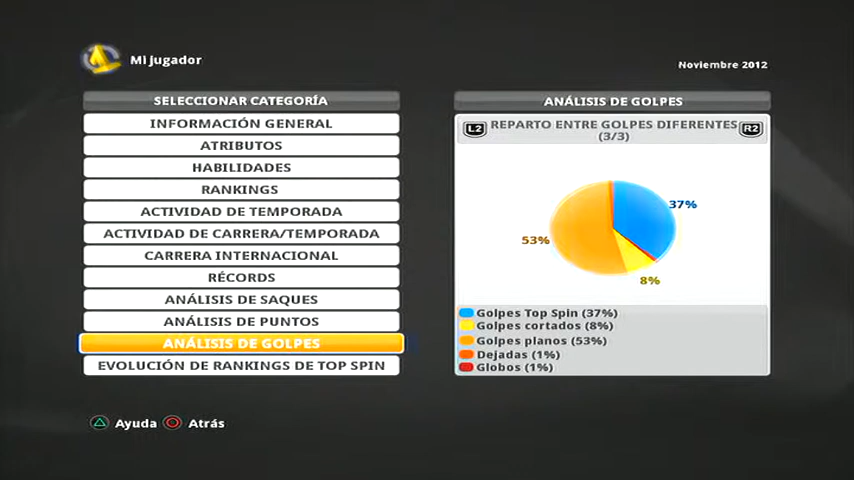 Mi jugador
Noviembre 2012
SELECCIONAR CATEGORÍA
INFORMACIÓN GENERAL
ATRIBUTOS
HABILIDADES
RANKINGS
ACTIVIDAD DE TEMPORADA
ACTIVIDAD DE CARRERA/TEMPORADA
CARRERA INTERNACIONAL
RÉCORDS
ANÁLISIS DE SAQUES
ANÁLISIS DE PUNTOS
ANÁLISIS DE GOLPES
EVOLUCIÓN DE RANKINGS DE TOP SPIN
ANÁLISIS DE GOLPES
L2 REPARTO ENTRE GOLPES DIFERENTES R2
(3/3)
37%
53%
8%
Golpes Top Spin (37%)
Golpes cortados (8%)
Golpes planos (53%)
Dejadas (1%)
Globos (1%)
Ayuda Atrás